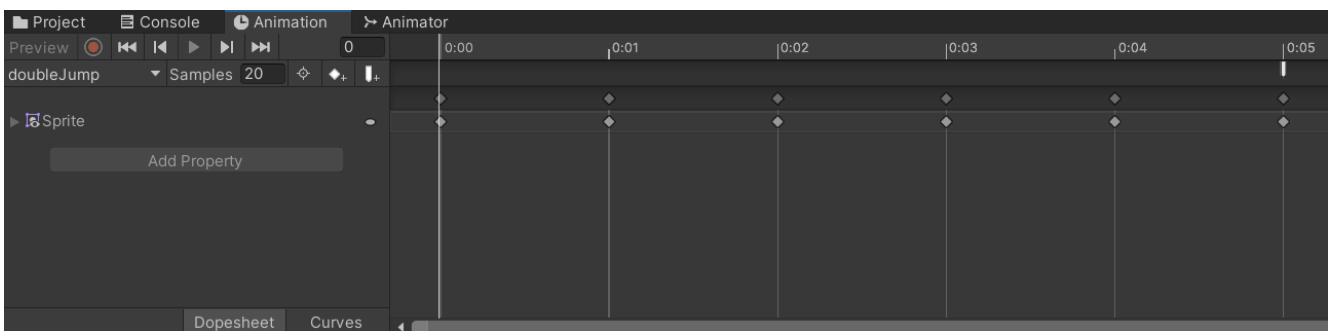 Project Console Animation Animator
Preview 0 0:00 0:01 0:02 0:03 0:04 0:05
doubleJump Samples 20
Sprite
Add Property
Dopesheet Curves